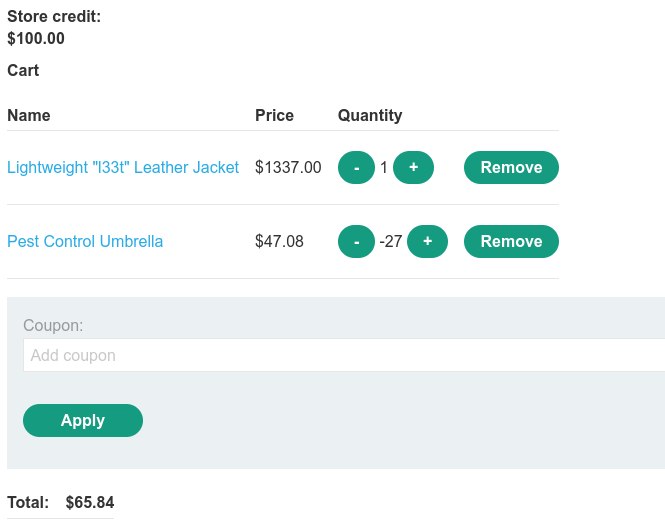 Store credit:
$100.00
Cart
Name Price Quantity
Lightweight "l33t" Leather Jacket $1337.00 - 1 + Remove
Pest Control Umbrella $47.08 - -27 + Remove
Coupon:
Add coupon
Apply
Total: $65.84